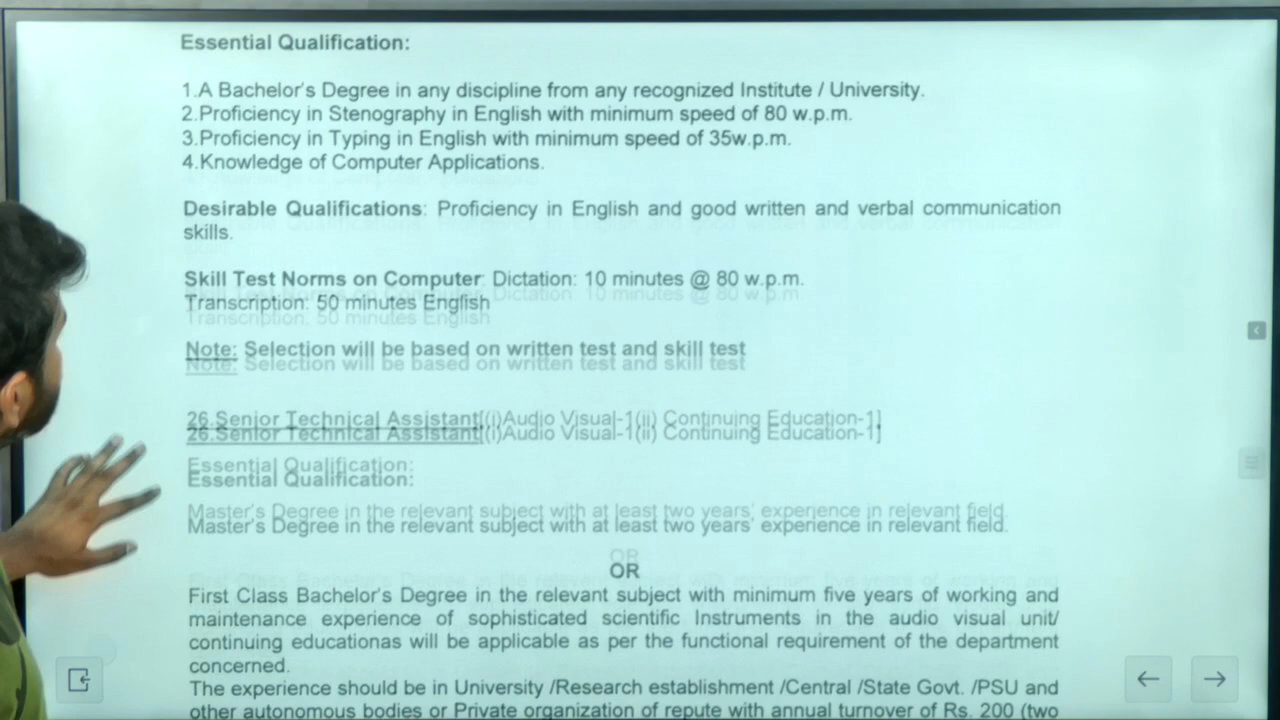 Essential Qualification:
1.A Bachelor's Degree in any discipline from any recognized Institute / University.
2.Proficiency in Stenography in English with minimum speed of 80 w.p.m.
3.Proficiency in Typing in English with minimum speed of 35w.p.m.
4.Knowledge of Computer Applications.
Desirable Qualifications: Proficiency in English and good written and verbal communication
skills.
Skill Test Norms on Computer: Dictation: 10 minutes @ 80 w.p.m.
Transcription: 50 minutes English
Note: Selection will be based on written test and skill test
26.Senior Technical Assistant[(i)Audio Visual-1(ii) Continuing Education-1]
Essential Qualification:
Master's Degree in the relevant subject with at least two years' experience in relevant field.
OR
First Class Bachelor's Degree in the relevant subject with minimum five years of working and
maintenance experience of sophisticated scientific Instruments in the audio visual unit/
continuing educationas will be applicable as per the functional requirement of the department
concerned.
The experience should be in University /Research establishment /Central /State Govt. /PSU and
other autonomous bodies or Private organization of repute with annual turnover of Rs. 200 (two